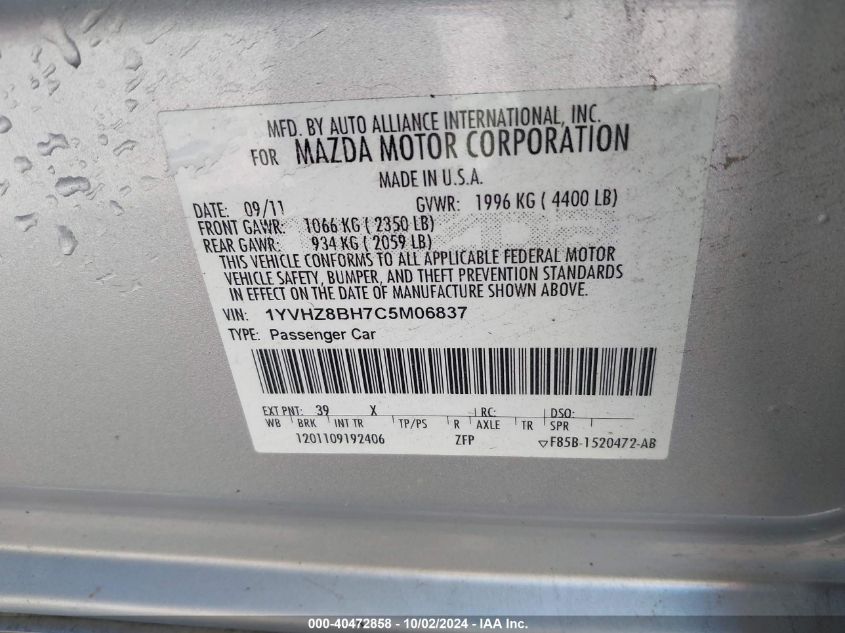 MFD. BY AUTO ALLIANCE INTERNATIONAL, INC.
FOR MAZDA MOTOR CORPORATION
MADE IN U.S.A.
DATE: 09/11 GVWR: 1996 KG ( 4400 LB)
FRONT GAWR: 1066 KG ( 2350 LB)
REAR GAWR: 934 KG ( 2059 LB)
THIS VEHICLE CONFORMS TO ALL APPLICABLE FEDERAL MOTOR
VEHICLE SAFETY, BUMPER, AND THEFT PREVENTION STANDARDS
IN EFFECT ON THE DATE OF MANUFACTURE SHOWN ABOVE.
VIN: 1YVHZ8BH7C5M06837
TYPE: Passenger Car
EXT PNT: 39 X RC: DSO:
WB BRK INT TR TP/PS R AXLE TR SPR
1201109192406 ZFP ▽F85B-1520472-AB
000-40472858 - 10/02/2024 - IAA Inc.